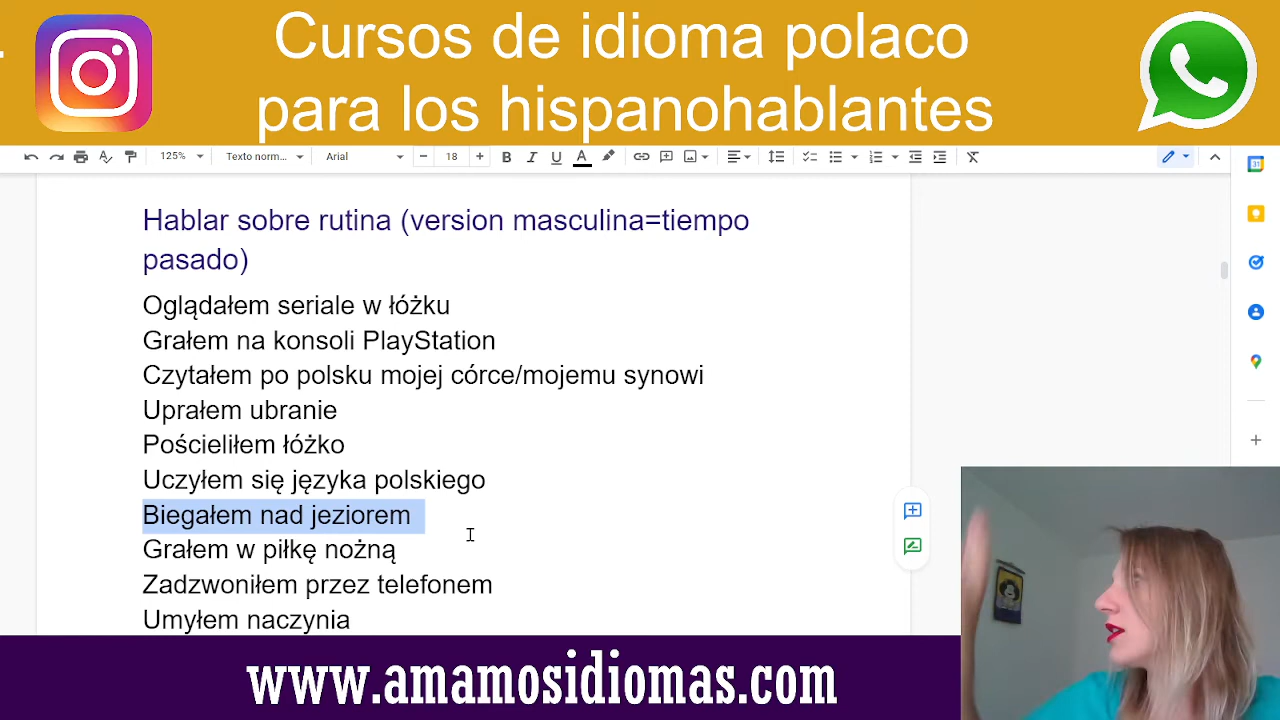 Cursos de idioma polaco
para los hispanohablantes
125% Texto norm... Arial 18 B I U A
Hablar sobre rutina (version masculina=tiempo
pasado)
Oglądałem seriale w łóżku
Grałem na konsoli PlayStation
Czytałem po polsku mojej córce/mojemu synowi
Uprałem ubranie
Pościeliłem łóżko
Uczyłem się języka polskiego
Biegałem nad jeziorem
Grałem w piłkę nożną
Zadzwoniłem przez telefonem
Umyłem naczynia
www.amamosidiomas.com